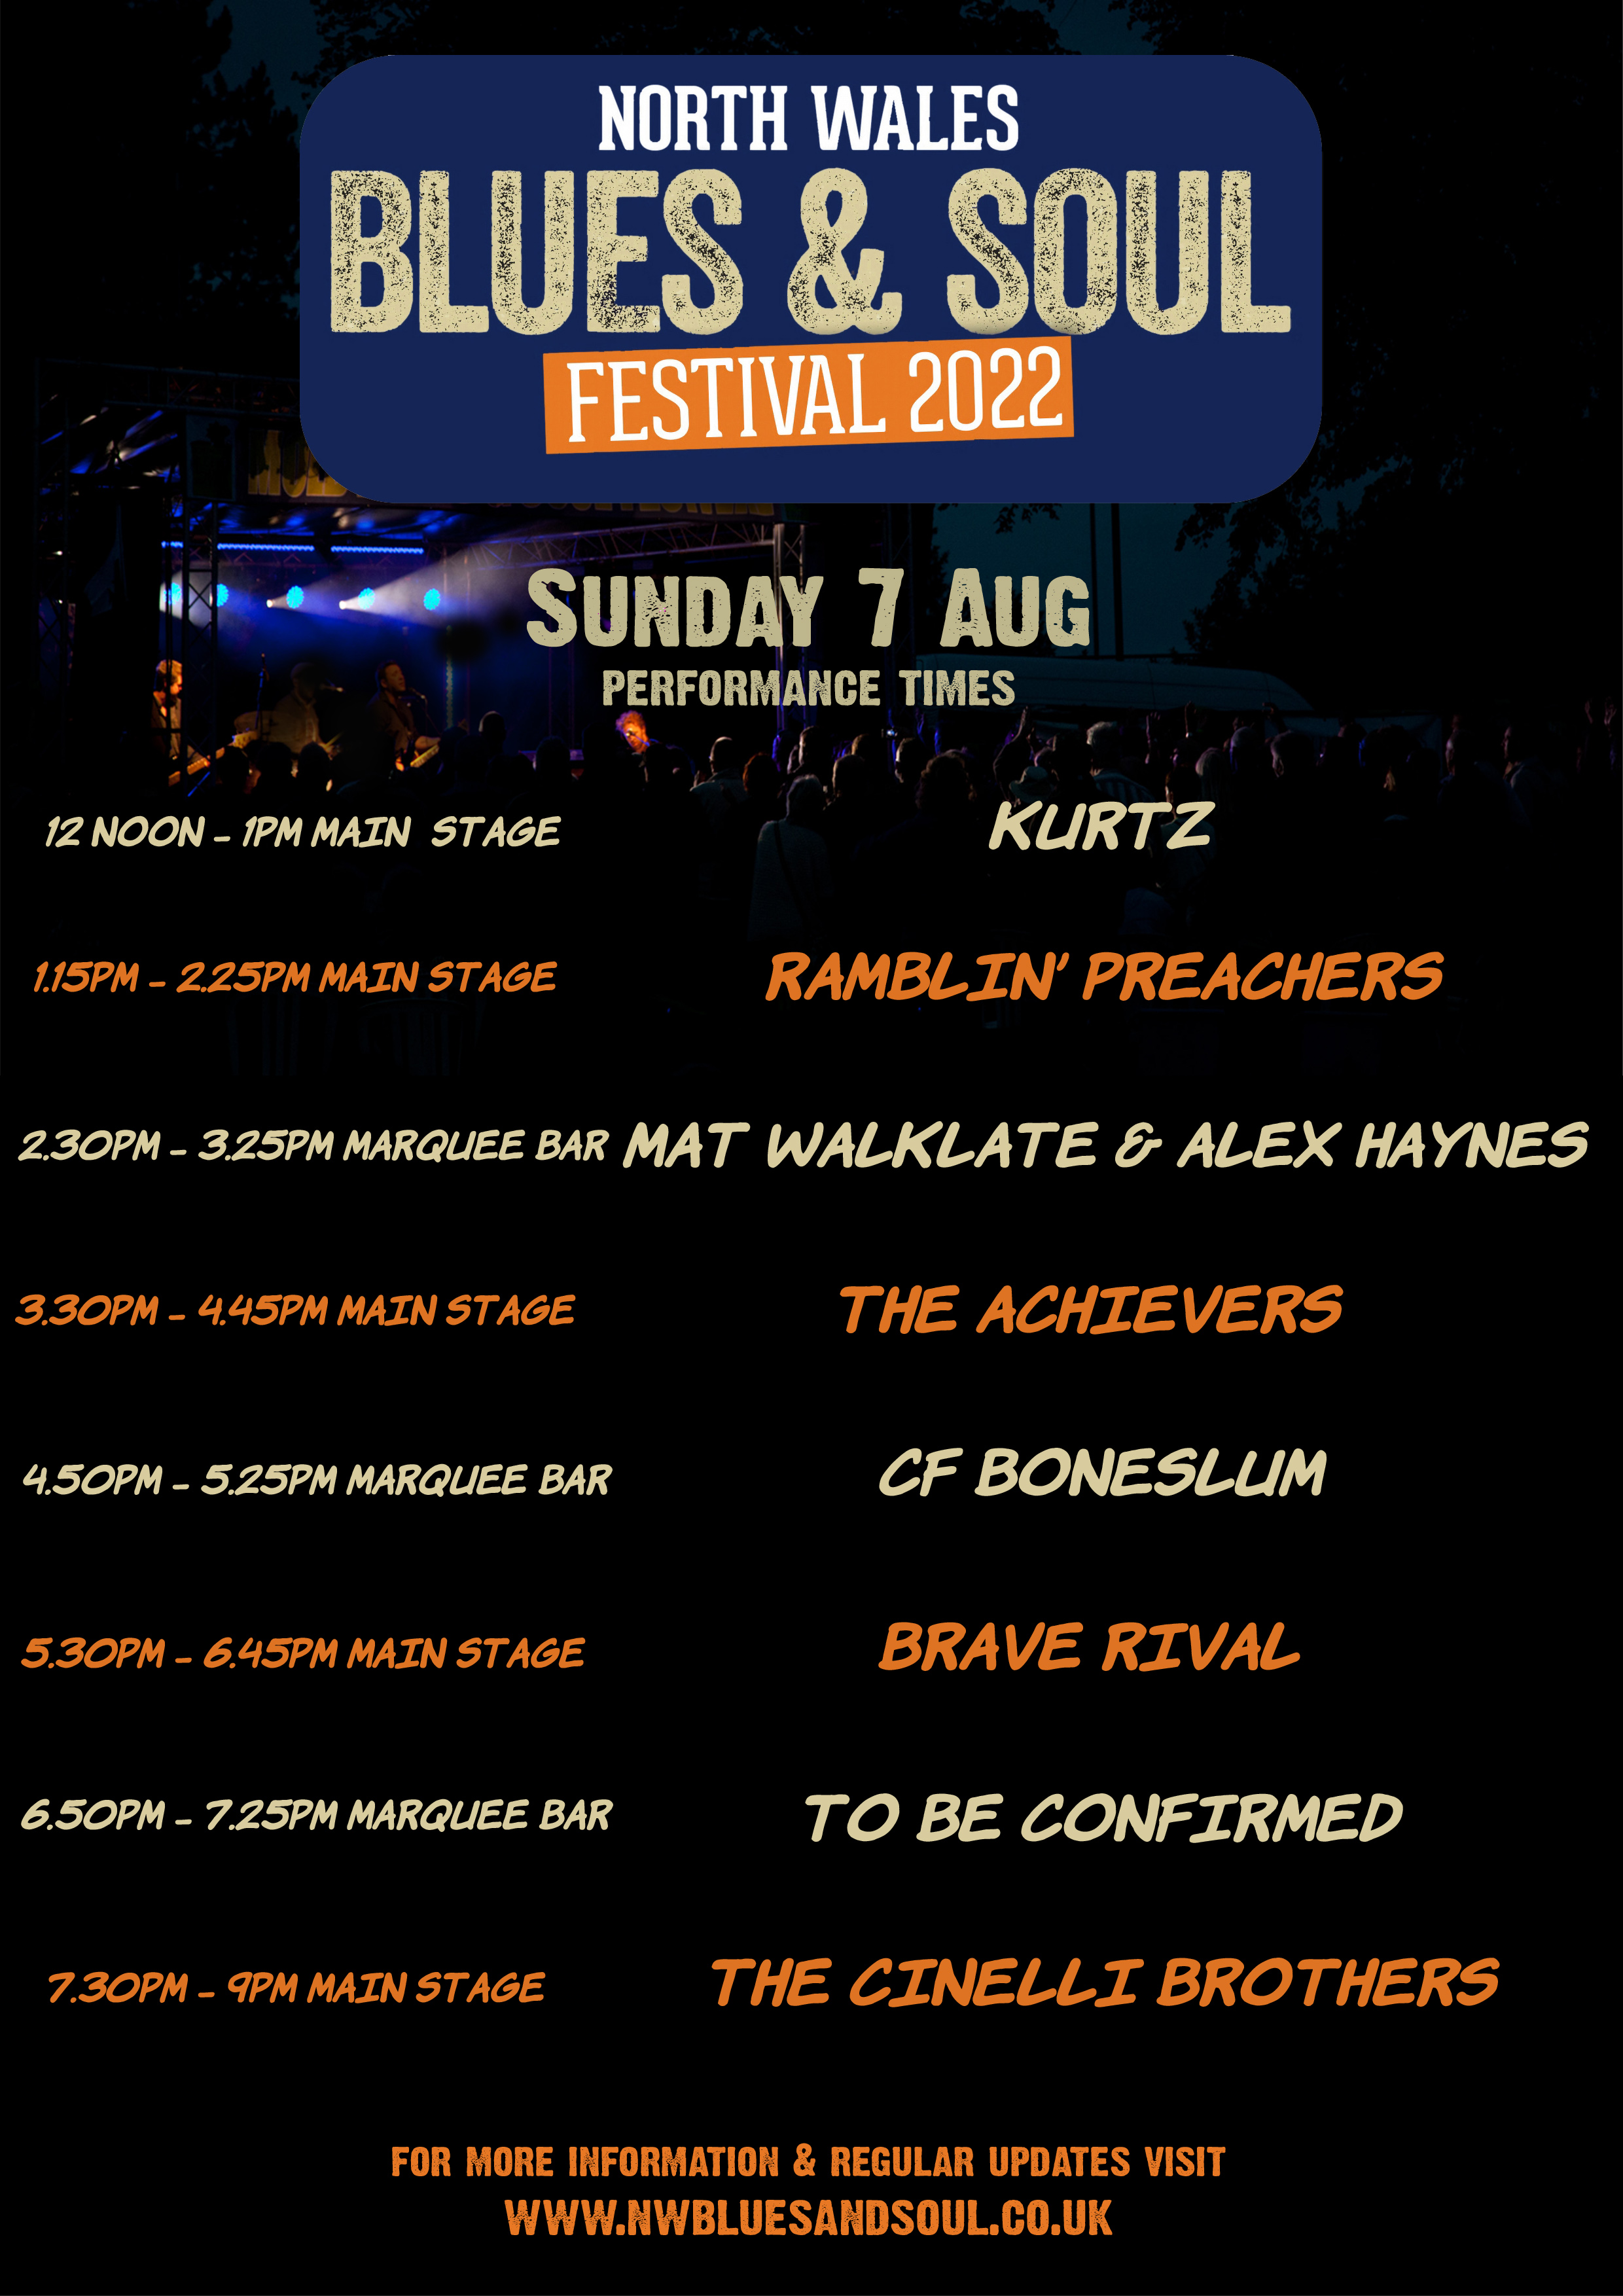 NORTH WALES
BLUES & SOUL
FESTIVAL 2022
SUNDAY 7 AUG
PERFORMANCE TIMES
12 NOON - 1PM MAIN STAGE KURTZ
1.15PM - 2.25PM MAIN STAGE RAMBLIN' PREACHERS
2.30PM - 3.25PM MARQUEE BAR MAT WALKLATE & ALEX HAYNES
3.30PM - 4.45PM MAIN STAGE THE ACHIEVERS
4.50PM - 5.25PM MARQUEE BAR CF BONESLUM
5.30PM - 6.45PM MAIN STAGE BRAVE RIVAL
6.50PM - 7.25PM MARQUEE BAR TO BE CONFIRMED
7.30PM - 9PM MAIN STAGE THE CINELLI BROTHERS
FOR MORE INFORMATION & REGULAR UPDATES VISIT
WWW.NWBLUESANDSOUL.CO.UK